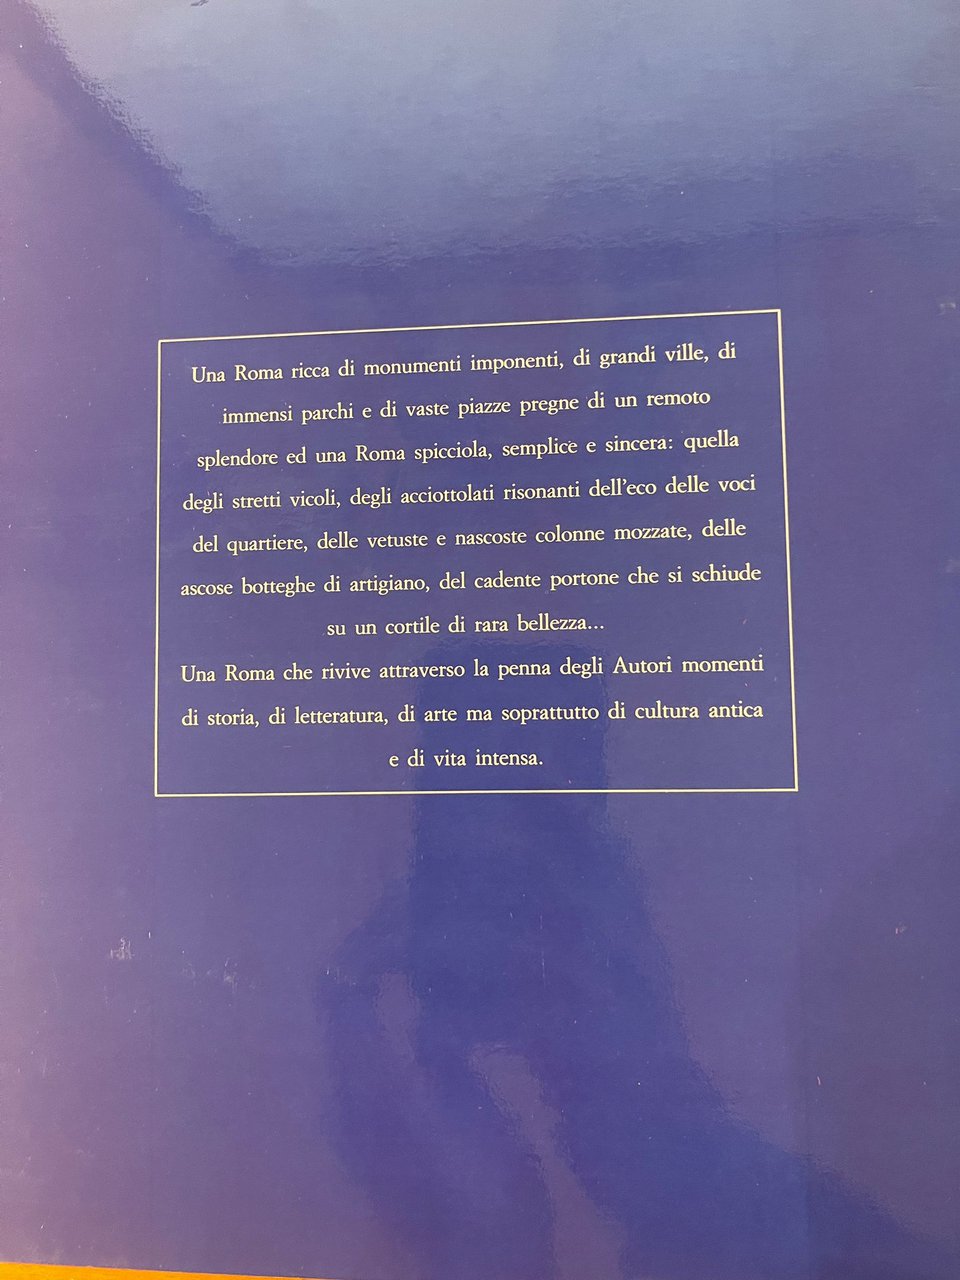 Una Roma ricca di monumenti imponenti, di grandi ville, di
immensi parchi e di vaste piazze pregne di un remoto
splendore ed una Roma spicciola, semplice e sincera: quella
degli stretti vicoli, degli acciottolati risonanti dell'eco delle voci
del quartiere, delle vetuste e nascoste colonne mozzate, delle
ascose botteghe di artigiano, del cadente portone che si schiude
su un cortile di rara bellezza...
Una Roma che rivive attraverso la penna degli Autori momenti
di storia, di letteratura, di arte ma soprattutto di cultura antica
e di vita intensa.